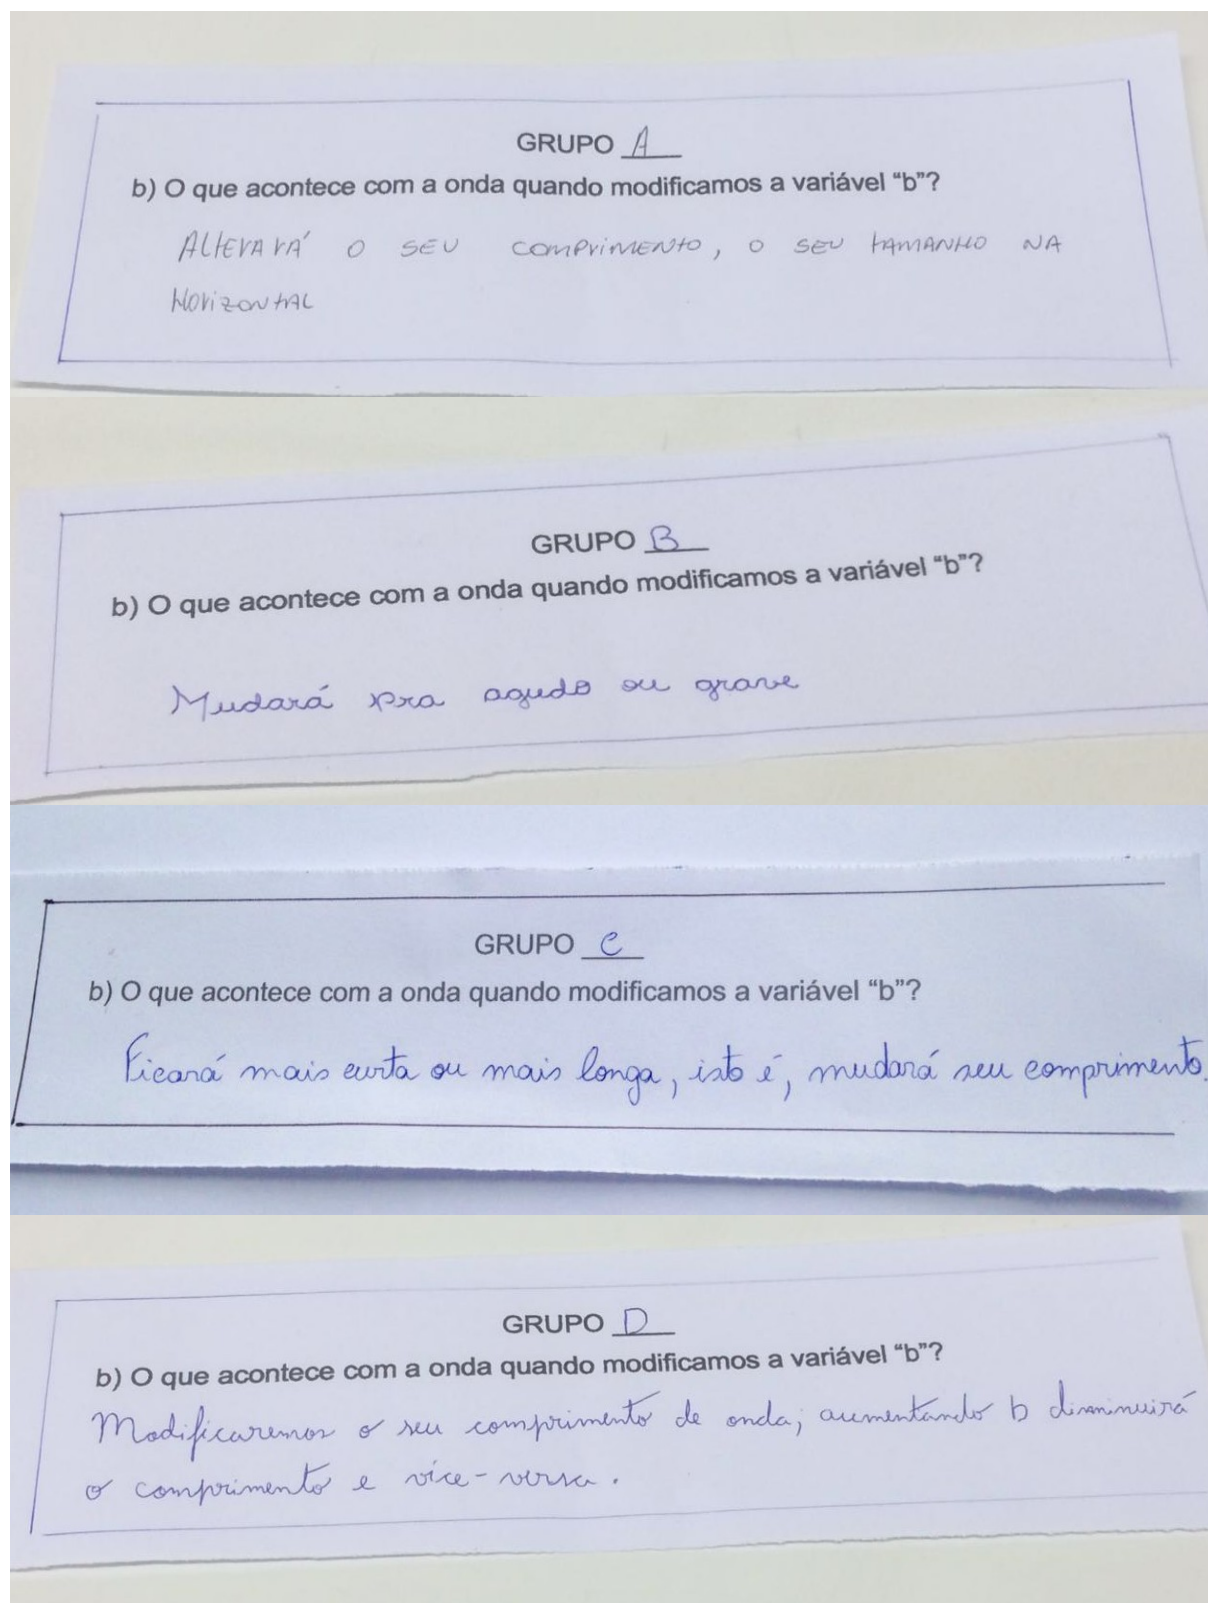 GRUPO A
b) O que acontece com a onda quando modificamos a variável “b”?
ALTERARÁ O SEU COMPRIMENTO, O SEU TAMANHO NA
HORIZONTAL
GRUPO B
b) O que acontece com a onda quando modificamos a variável “b”?
Mudará pra agudo ou grave
GRUPO C
b) O que acontece com a onda quando modificamos a variável “b”?
Ficará mais curta ou mais longa, isto é, mudará seu comprimento.
GRUPO D
b) O que acontece com a onda quando modificamos a variável “b”?
Modificaremos o seu comprimento de onda; aumentando b diminuirá
o comprimento e vice-versa.